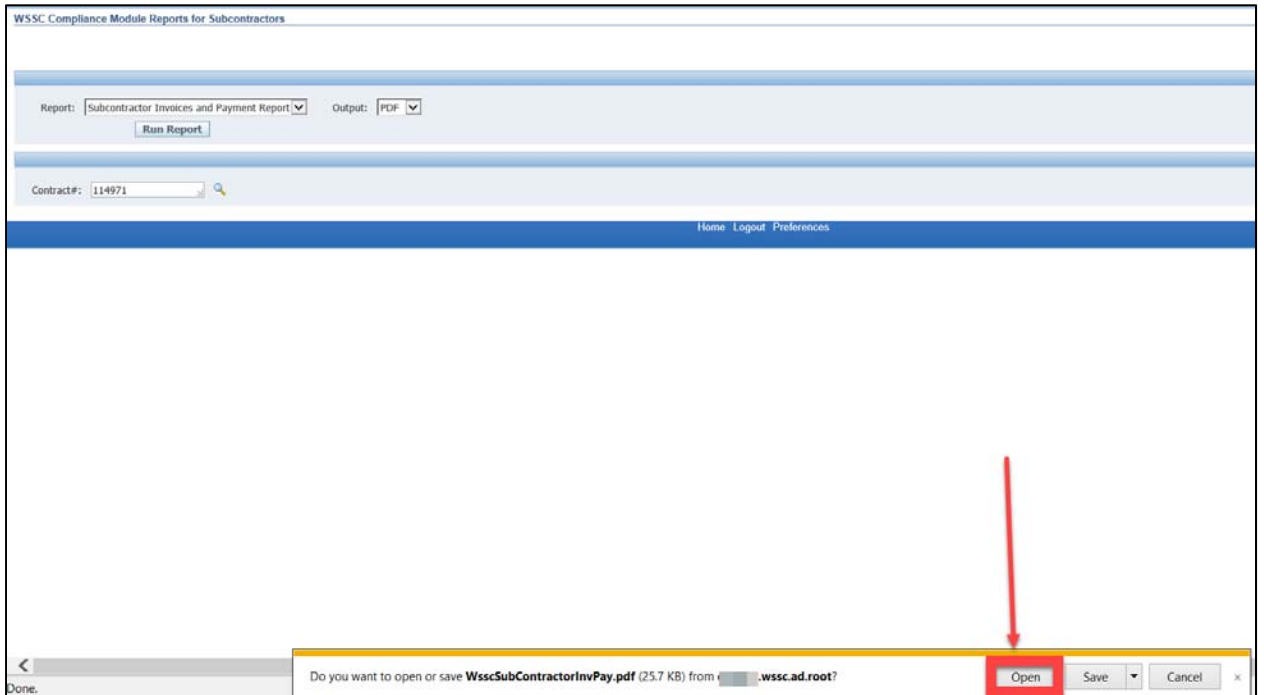 WSSC Compliance Module Reports for Subcontractors
Report: Subcontractor Invoices and Payment Report Output: PDF
Run Report
Contract#: 114971
Home Logout Preferences
Do you want to open or save WsscSubContractorInvPay.pdf (25.7 KB) from .wssc.ad.root?
Open Save Cancel ×
Done.